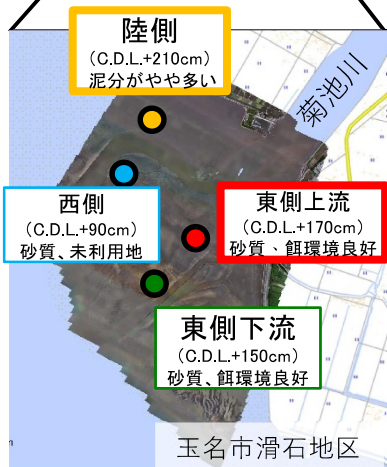 陸側
(C.D.L.+210cm)
泥分がやや多い
菊池川
西側
(C.D.L.+90cm)
砂質、未利用地
東側上流
(C.D.L.+170cm)
砂質、餌環境良好
東側下流
(C.D.L.+150cm)
砂質、餌環境良好
玉名市滑石地区